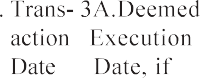 . Trans- 3A.Deemed
action Execution
Date Date, if